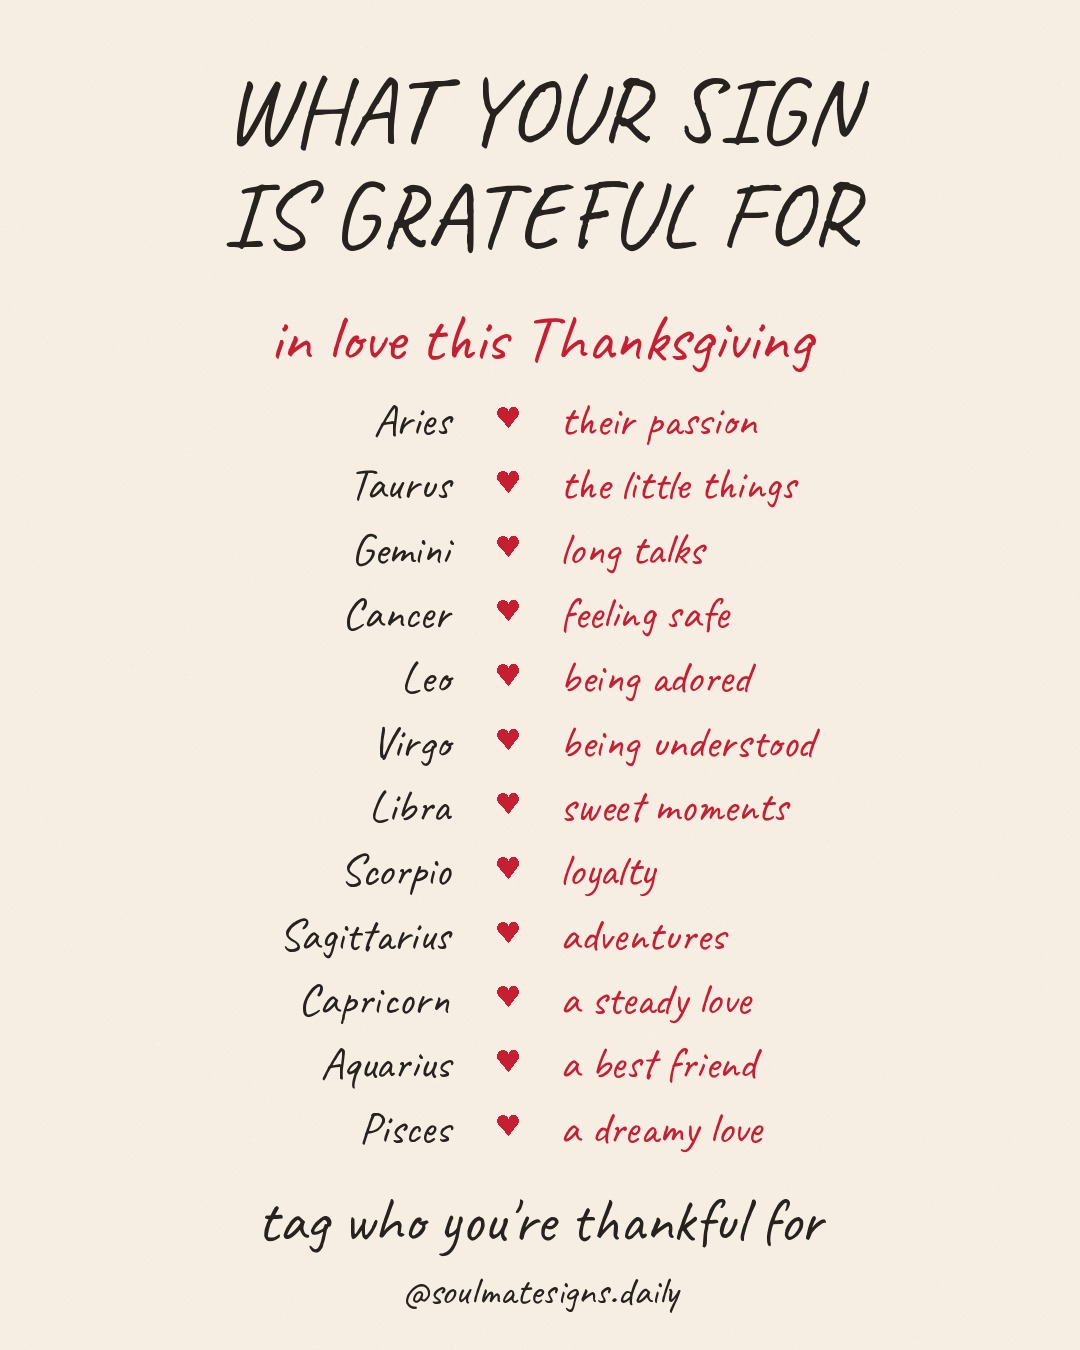 WHAT YOUR SIGN
IS GRATEFUL FOR
in love this Thanksgiving
Aries ♥ their passion
Taurus ♥ the little things
Gemini ♥ long talks
Cancer ♥ feeling safe
Leo ♥ being adored
Virgo ♥ being understood
Libra ♥ sweet moments
Scorpio ♥ loyalty
Sagittarius ♥ adventures
Capricorn ♥ a steady love
Aquarius ♥ a best friend
Pisces ♥ a dreamy love
tag who you're thankful for
@soulmatesigns.daily